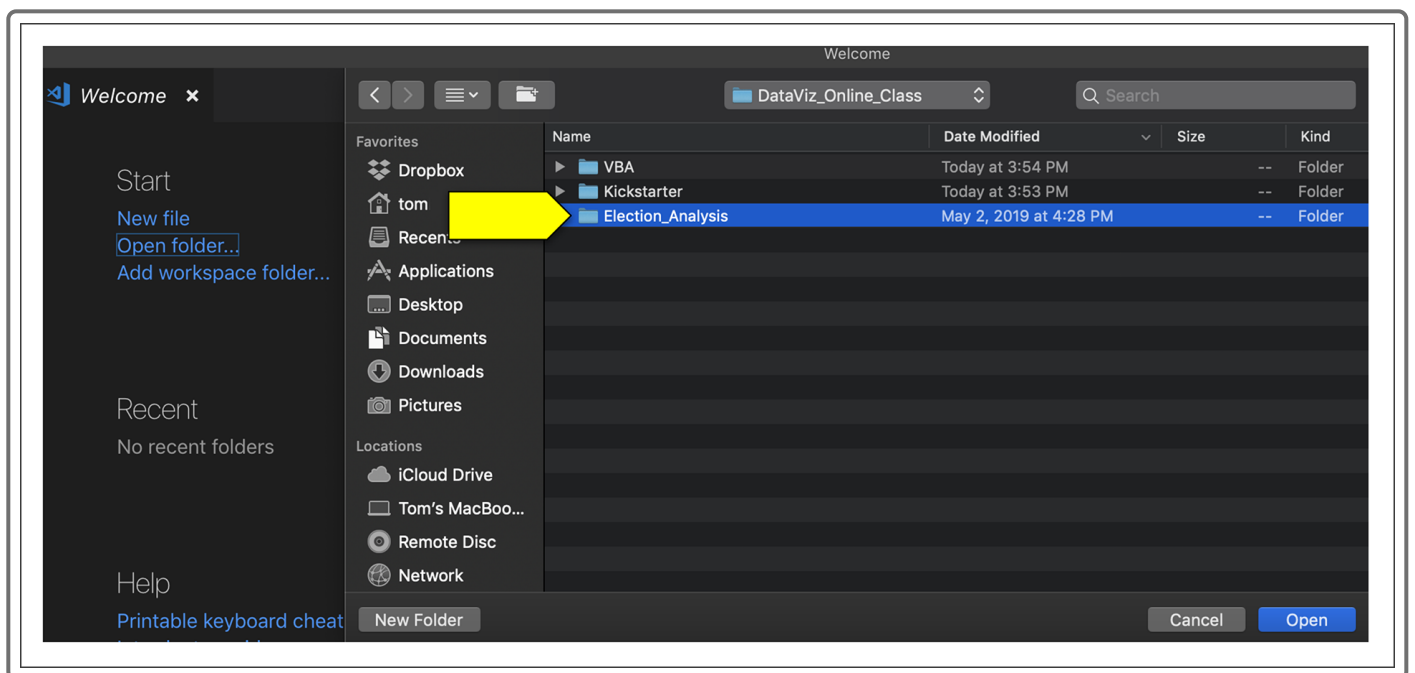 Welcome
Welcome ×
DataViz_Online_Class
Search
Start
New file
Open folder...
Add workspace folder...
Recent
No recent folders
Help
Printable keyboard cheat
Favorites
Dropbox
tom
Recents
Applications
Desktop
Documents
Downloads
Pictures
Locations
iCloud Drive
Tom’s MacBoo...
Remote Disc
Network
Name Date Modified Size Kind
VBA Today at 3:54 PM -- Folder
Kickstarter Today at 3:53 PM -- Folder
Election_Analysis May 2, 2019 at 4:28 PM -- Folder
New Folder
Cancel
Open